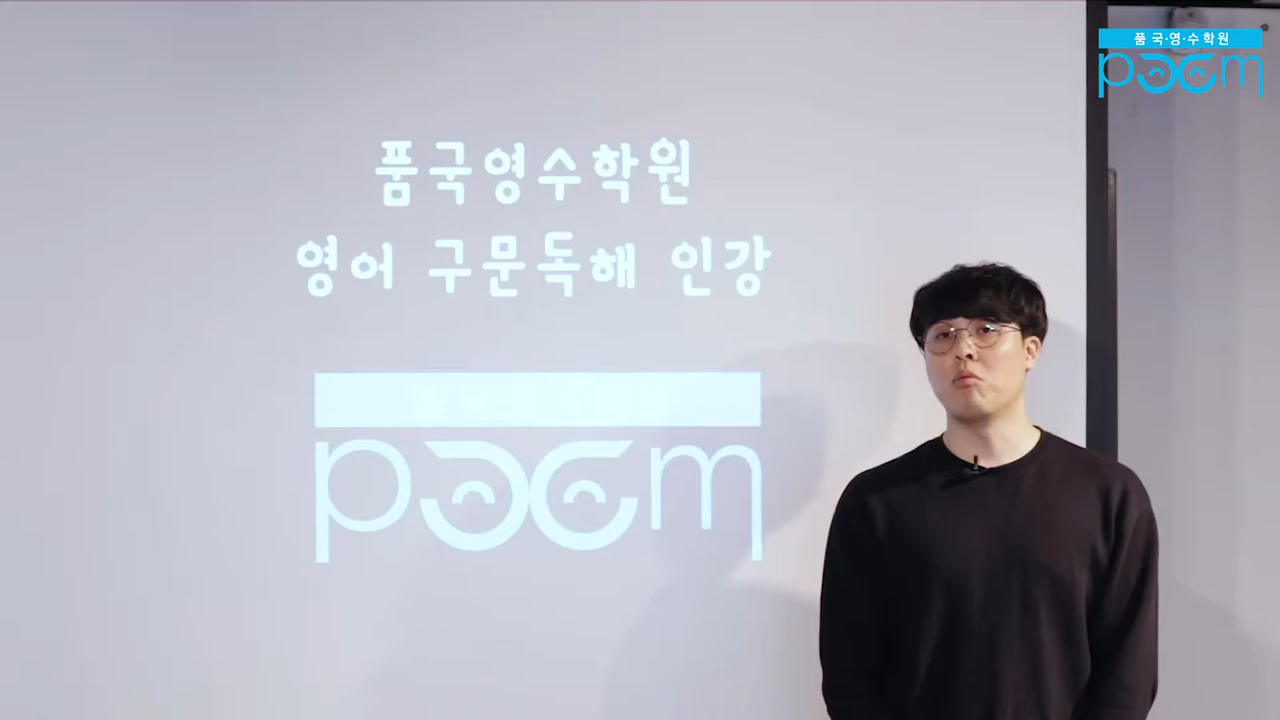 품 국·영·수 학원
poem
품국영수학원
영어 구문독해 인강
poem